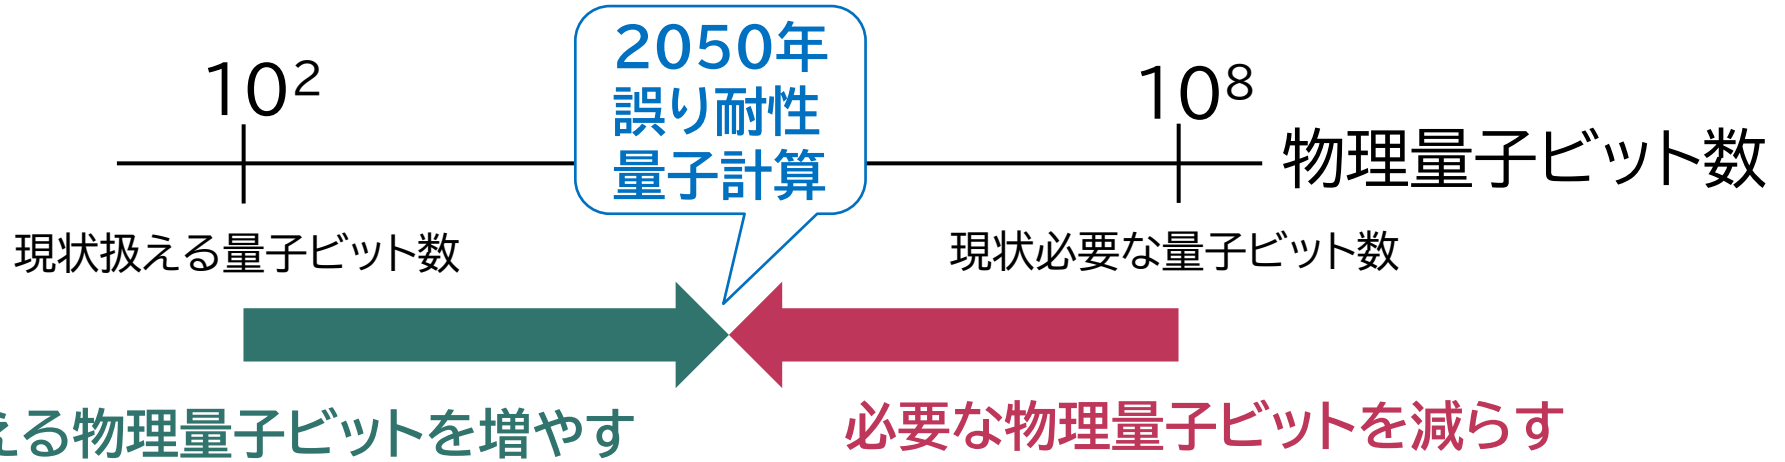 2050年
誤り耐性
量子計算
10²
10⁸
物理量子ビット数
現状扱える量子ビット数
現状必要な量子ビット数
える物理量子ビットを増やす
必要な物理量子ビットを減らす